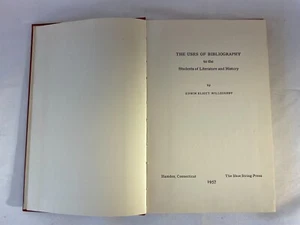 THE USES OF BIBLIOGRAPHY
to the
Students of Literature and History
by
EDWIN ELIOTT WILLOUGHBY
Hamden, Connecticut The Shoe String Press
1957